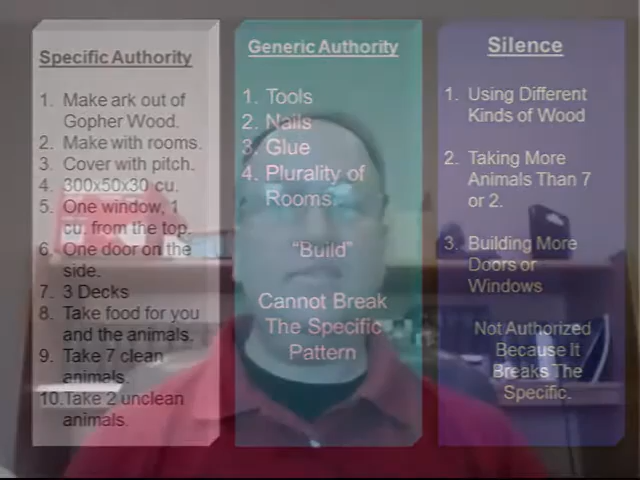 Specific Authority
1. Make ark out of
Gopher Wood.
2. Make with rooms.
3. Cover with pitch.
4. 300x50x30 cu.
5. One window, 1
cu. from the top.
6. One door on the
side.
7. 3 Decks
8. Take food for you
and the animals.
9. Take 7 clean
animals.
10. Take 2 unclean
animals.
Generic Authority
1. Tools
2. Nails
3. Glue
4. Plurality of
Rooms.
“Build”
Cannot Break
The Specific
Pattern
Silence
1. Using Different
Kinds of Wood
2. Taking More
Animals Than 7
or 2.
3. Building More
Doors or
Windows
Not Authorized
Because It
Breaks The
Specific.